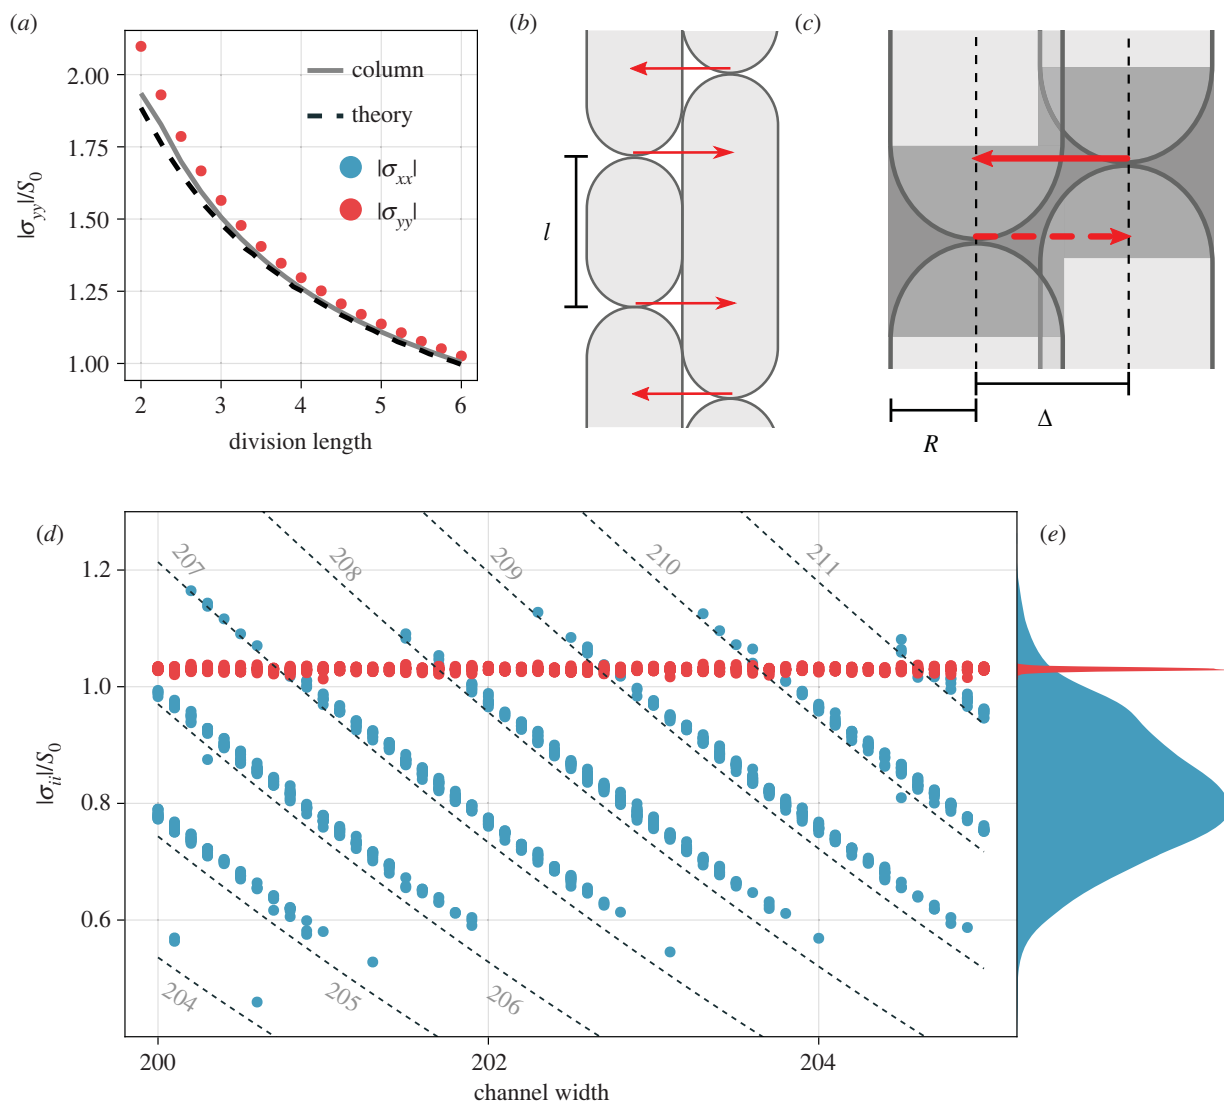 (a)
|σyy|/S0
2.00
1.75
1.50
1.25
1.00
column
theory
|σxx|
|σyy|
2 3 4 5 6
division length
(b)
l
(c)
R
Δ
(d)
|σii|/S0
1.2
1.0
0.8
0.6
207 208 209 210 211
204 205 206
200 202 204
channel width
(e)